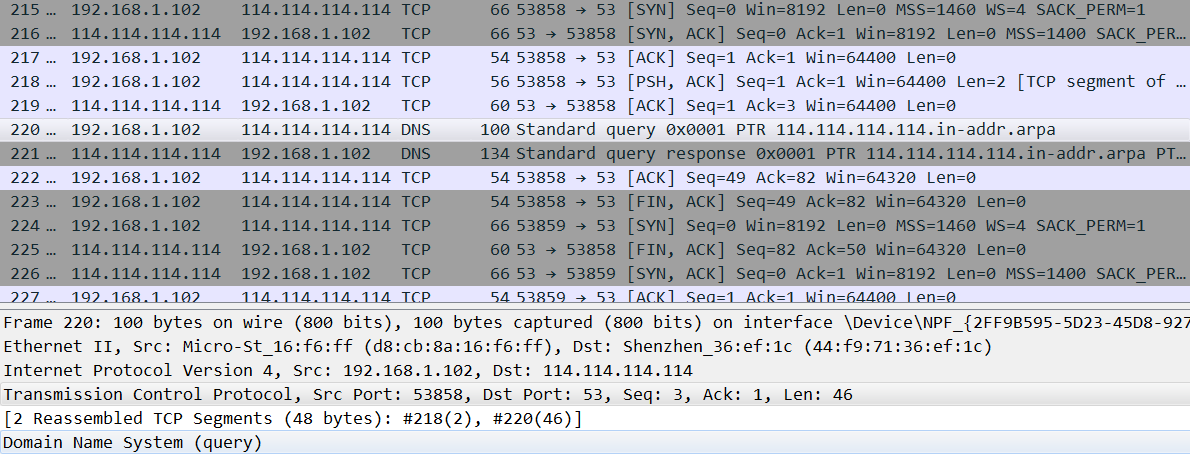 215 … 192.168.1.102 114.114.114.114 TCP 66 53858 → 53 [SYN] Seq=0 Win=8192 Len=0 MSS=1460 WS=4 SACK_PERM=1
216 … 114.114.114.114 192.168.1.102 TCP 66 53 → 53858 [SYN, ACK] Seq=0 Ack=1 Win=8192 Len=0 MSS=1400 SACK_PER…
217 … 192.168.1.102 114.114.114.114 TCP 54 53858 → 53 [ACK] Seq=1 Ack=1 Win=64400 Len=0
218 … 192.168.1.102 114.114.114.114 TCP 56 53858 → 53 [PSH, ACK] Seq=1 Ack=1 Win=64400 Len=2 [TCP segment of …
219 … 114.114.114.114 192.168.1.102 TCP 60 53 → 53858 [ACK] Seq=1 Ack=3 Win=64400 Len=0
220 … 192.168.1.102 114.114.114.114 DNS 100 Standard query 0x0001 PTR 114.114.114.114.in-addr.arpa
221 … 114.114.114.114 192.168.1.102 DNS 134 Standard query response 0x0001 PTR 114.114.114.114.in-addr.arpa PT…
222 … 192.168.1.102 114.114.114.114 TCP 54 53858 → 53 [ACK] Seq=49 Ack=82 Win=64320 Len=0
223 … 192.168.1.102 114.114.114.114 TCP 54 53858 → 53 [FIN, ACK] Seq=49 Ack=82 Win=64320 Len=0
224 … 192.168.1.102 114.114.114.114 TCP 66 53859 → 53 [SYN] Seq=0 Win=8192 Len=0 MSS=1460 WS=4 SACK_PERM=1
225 … 114.114.114.114 192.168.1.102 TCP 60 53 → 53858 [FIN, ACK] Seq=82 Ack=50 Win=64320 Len=0
226 … 114.114.114.114 192.168.1.102 TCP 66 53 → 53859 [SYN, ACK] Seq=0 Ack=1 Win=8192 Len=0 MSS=1400 SACK_PER…
227 … 192.168.1.102 114.114.114.114 TCP 54 53859 → 53 [ACK] Seq=1 Ack=1 Win=64400 Len=0
Frame 220: 100 bytes on wire (800 bits), 100 bytes captured (800 bits) on interface \Device\NPF_{2FF9B595-5D23-45D8-927
Ethernet II, Src: Micro-St_16:f6:ff (d8:cb:8a:16:f6:ff), Dst: Shenzhen_36:ef:1c (44:f9:71:36:ef:1c)
Internet Protocol Version 4, Src: 192.168.1.102, Dst: 114.114.114.114
Transmission Control Protocol, Src Port: 53858, Dst Port: 53, Seq: 3, Ack: 1, Len: 46
[2 Reassembled TCP Segments (48 bytes): #218(2), #220(46)]
Domain Name System (query)